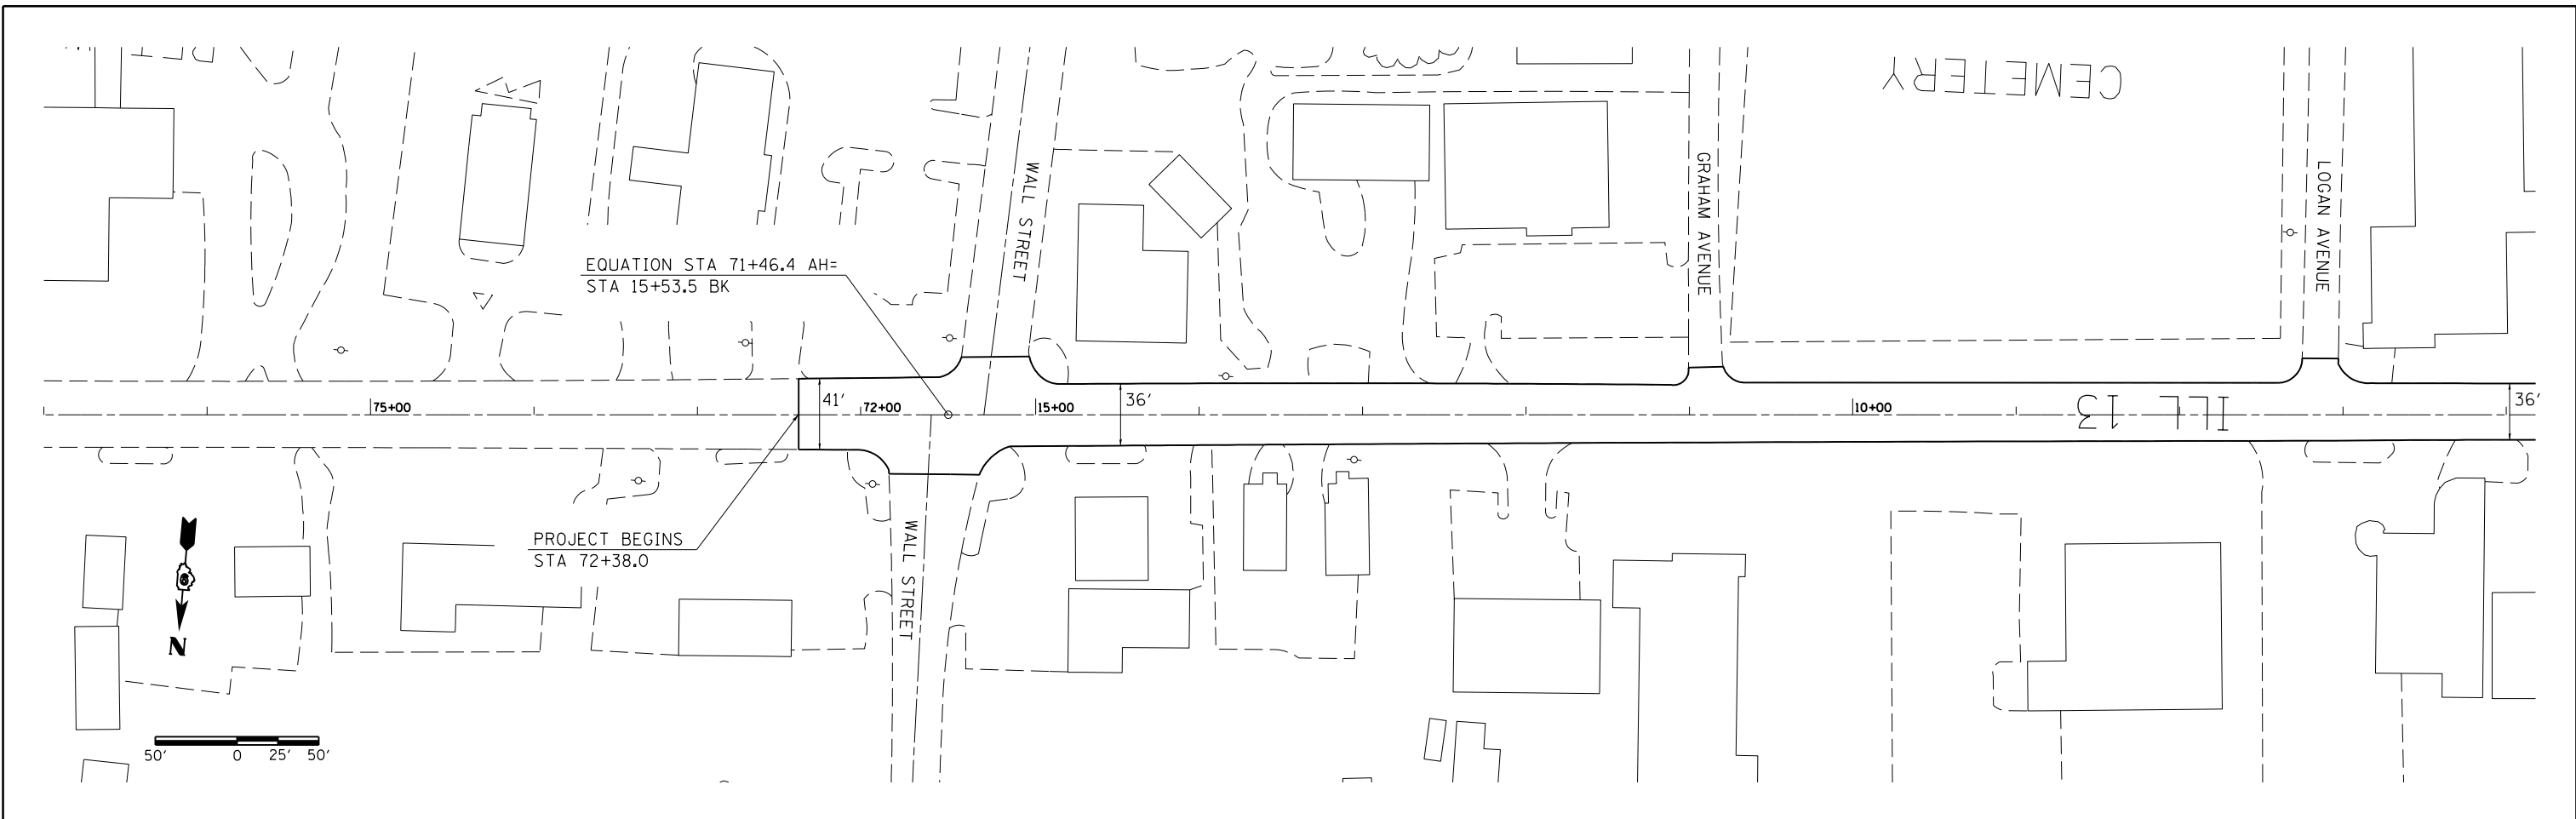 CEMETERY
WALL STREET
GRAHAM AVENUE
LOGAN AVENUE
EQUATION STA 71+46.4 AH=
STA 15+53.5 BK
75+00
41'
72+00
15+00
36'
10+00
ILL 13
36'
PROJECT BEGINS
STA 72+38.0
WALL STREET
N
50' 0 25' 50'